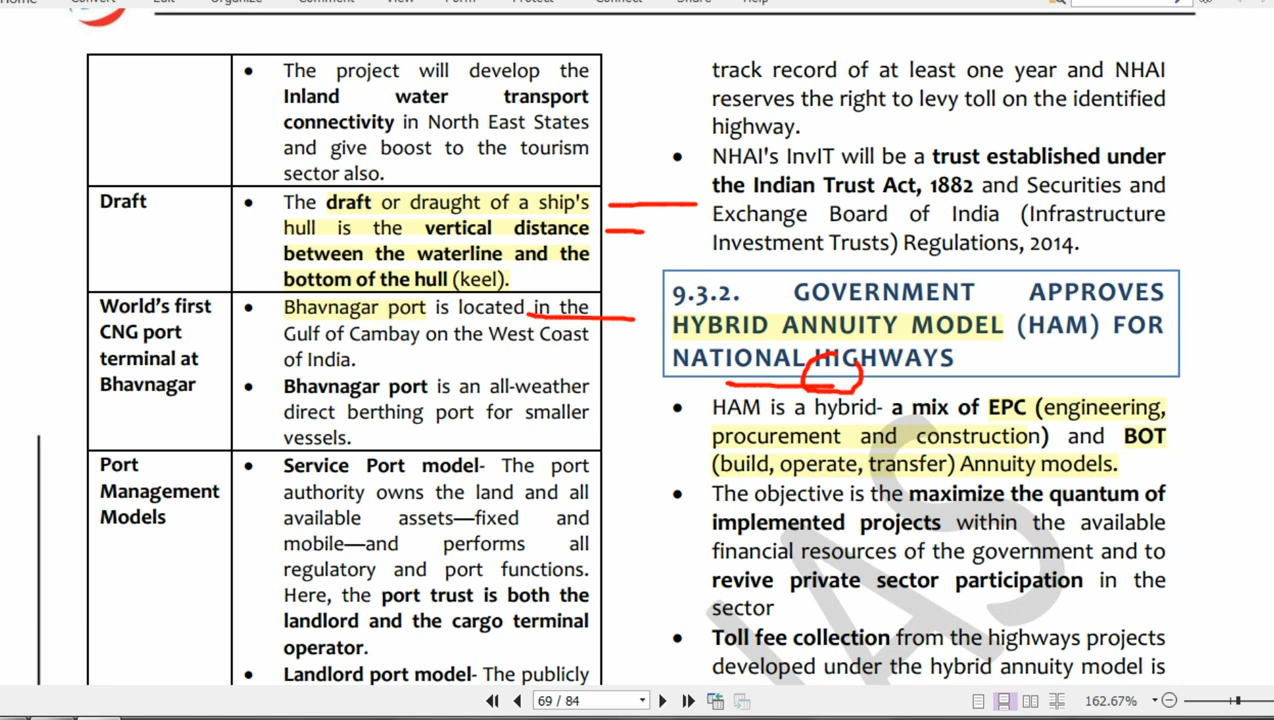 Convert
Edit
Organize
Comment
View
Form
Protect
Connect
Share
Help
• The project will develop the
Inland water transport
connectivity in North East States
and give boost to the tourism
sector also.
Draft
• The draft or draught of a ship's
hull is the vertical distance
between the waterline and the
bottom of the hull (keel).
World's first
CNG port
terminal at
Bhavnagar
• Bhavnagar port is located in the
Gulf of Cambay on the West Coast
of India.
• Bhavnagar port is an all-weather
direct berthing port for smaller
vessels.
Port
Management
Models
• Service Port model- The port
authority owns the land and all
available assets—fixed and
mobile—and performs all
regulatory and port functions.
Here, the port trust is both the
landlord and the cargo terminal
operator.
• Landlord port model- The publicly
track record of at least one year and NHAI
reserves the right to levy toll on the identified
highway.
• NHAI's InvIT will be a trust established under
the Indian Trust Act, 1882 and Securities and
Exchange Board of India (Infrastructure
Investment Trusts) Regulations, 2014.
9.3.2. GOVERNMENT APPROVES
HYBRID ANNUITY MODEL (HAM) FOR
NATIONAL HIGHWAYS
• HAM is a hybrid- a mix of EPC (engineering,
procurement and construction) and BOT
(build, operate, transfer) Annuity models.
• The objective is the maximize the quantum of
implemented projects within the available
financial resources of the government and to
revive private sector participation in the
sector
• Toll fee collection from the highways projects
developed under the hybrid annuity model is
IAS
69 / 84
162.67%